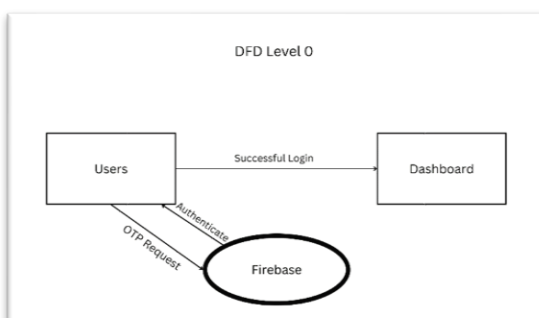 DFD Level 0
Users
Successful Login
Dashboard
Authenticate
OTP Request
Firebase